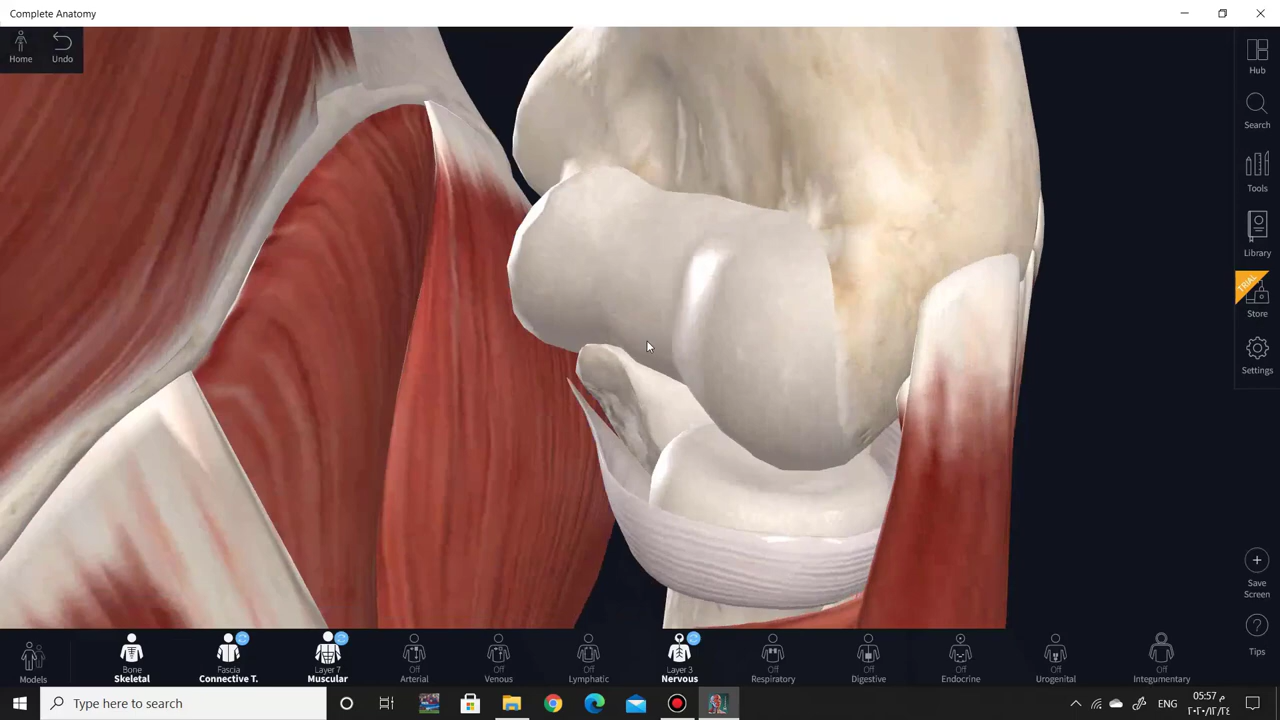 Complete Anatomy
Home
Undo
Hub
Search
Tools
Library
TRIAL
Store
Settings
Save
Screen
Tips
Models
Bone
Skeletal
Fascia
Connective T.
Layer 7
Muscular
Off
Arterial
Off
Venous
Off
Lymphatic
Layer 3
Nervous
Off
Respiratory
Off
Digestive
Off
Endocrine
Off
Urogenital
Off
Integumentary
Type here to search
ENG
05:57 م